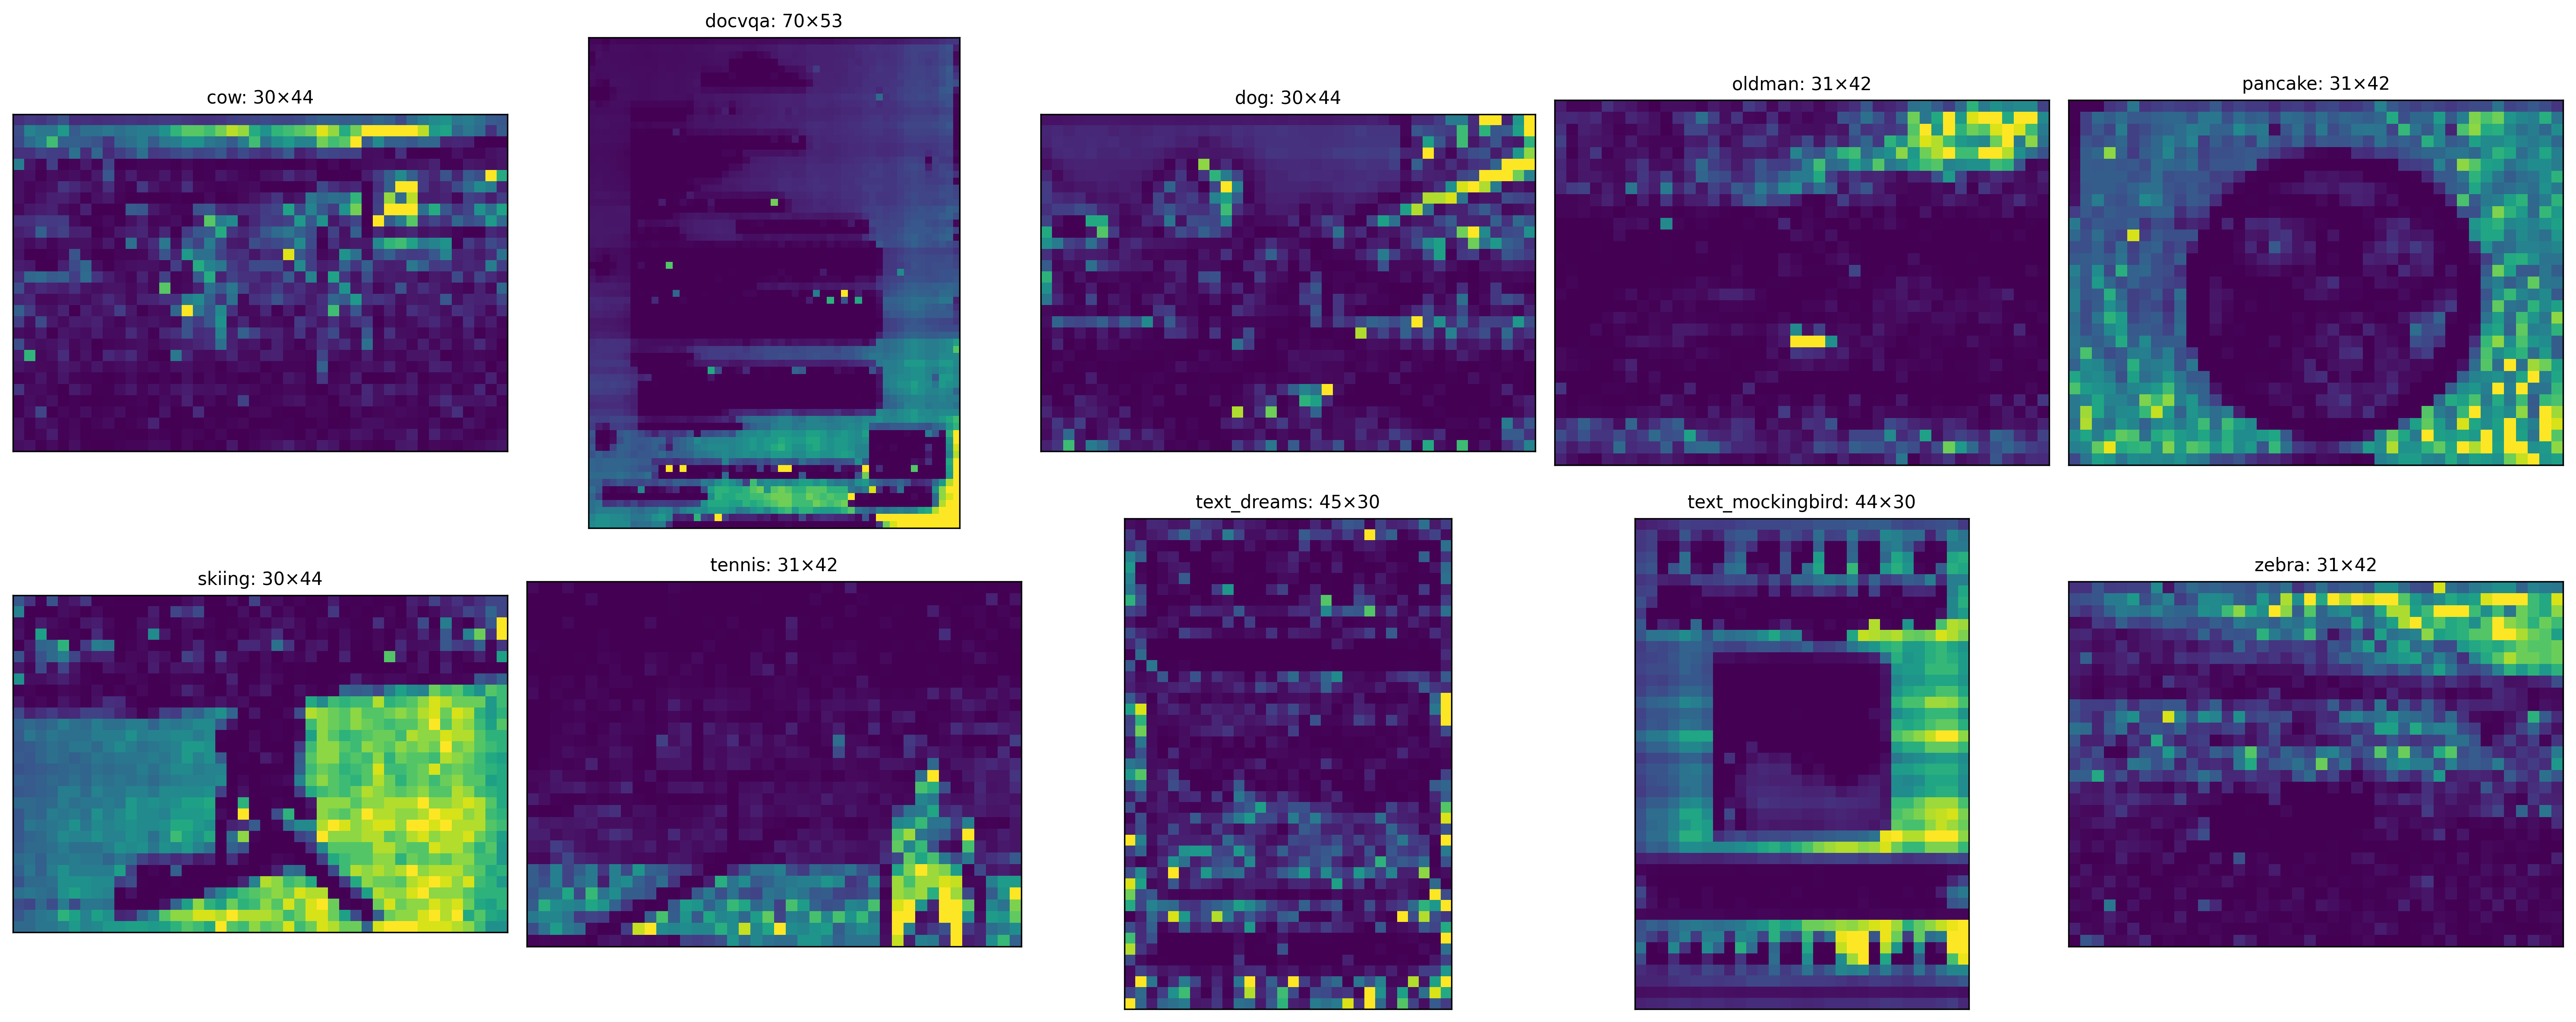 cow: 30×44
docvqa: 70×53
dog: 30×44
oldman: 31×42
pancake: 31×42
skiing: 30×44
tennis: 31×42
text_dreams: 45×30
text_mockingbird: 44×30
zebra: 31×42